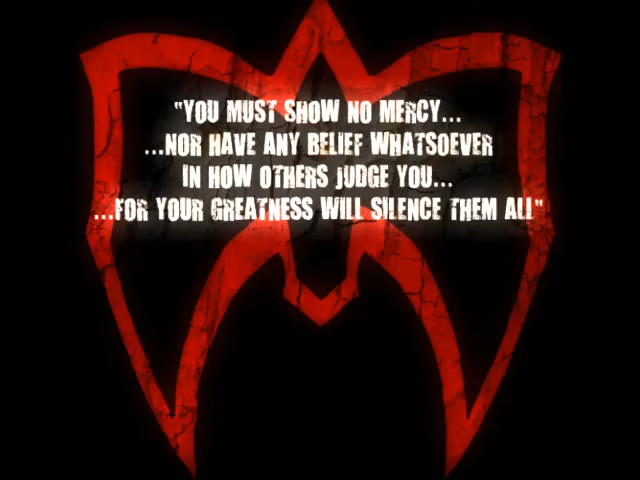 "YOU MUST SHOW NO MERCY...
...NOR HAVE ANY BELIEF WHATSOEVER
IN HOW OTHERS JUDGE YOU...
...FOR YOUR GREATNESS WILL SILENCE THEM ALL"